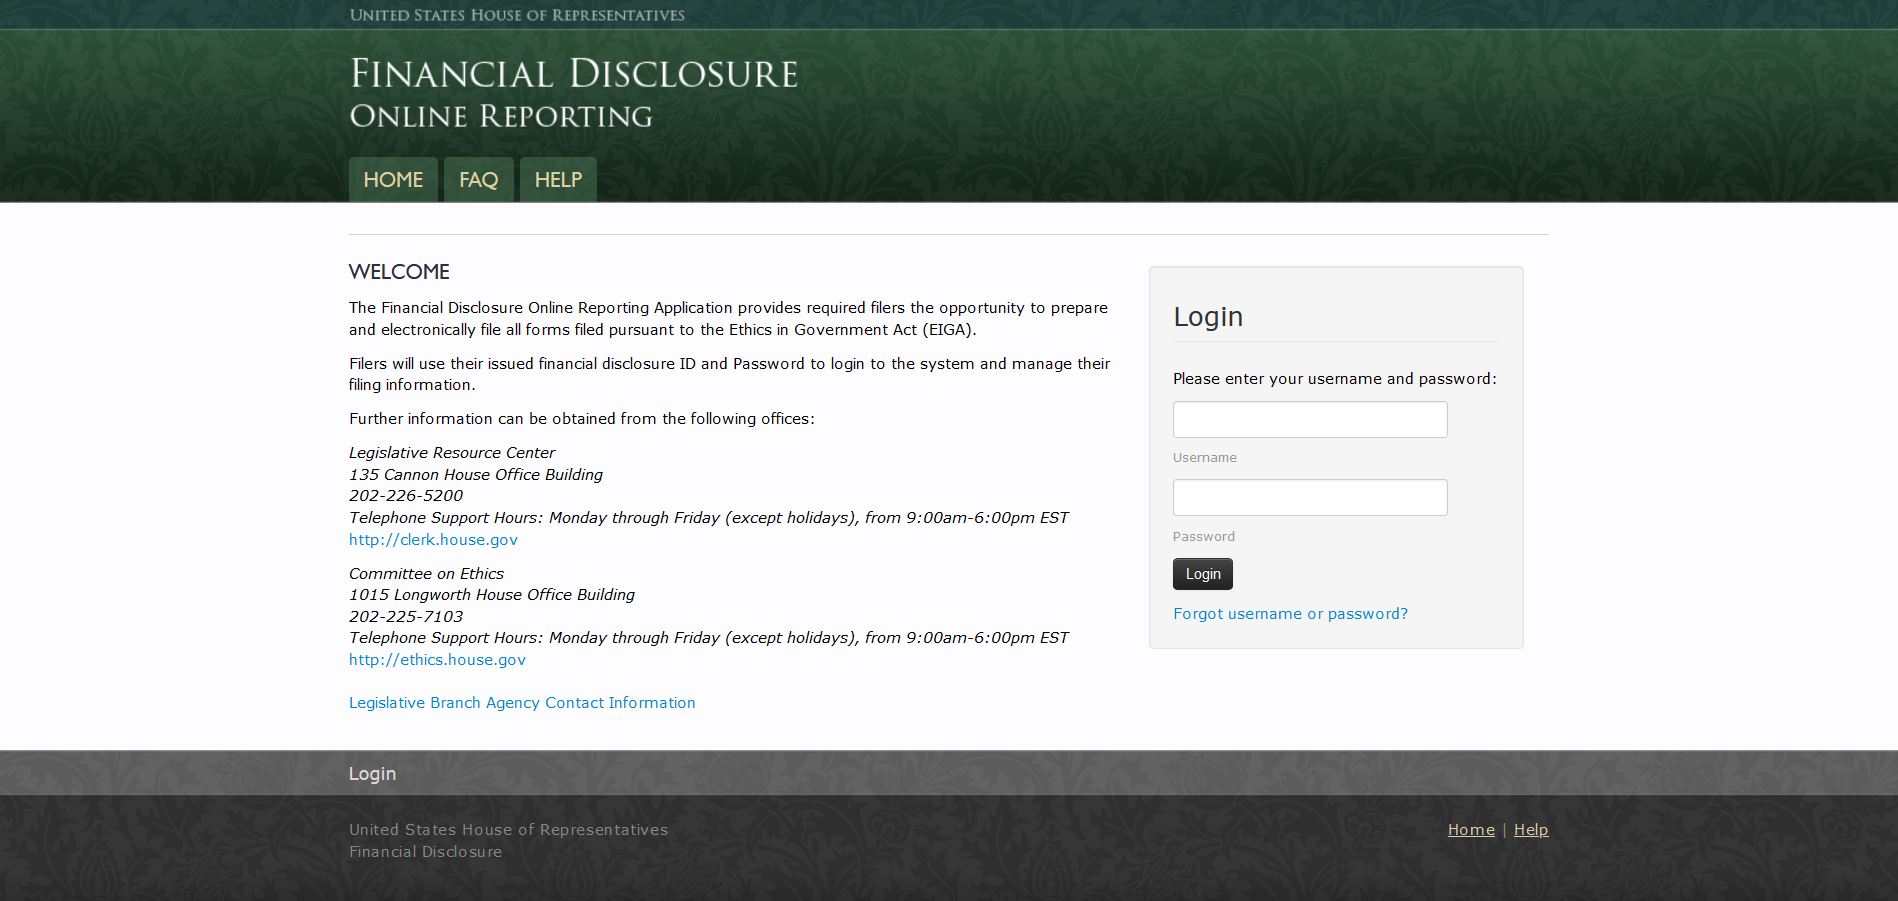 UNITED STATES HOUSE OF REPRESENTATIVES
FINANCIAL DISCLOSURE
ONLINE REPORTING
HOME
FAQ
HELP
WELCOME
The Financial Disclosure Online Reporting Application provides required filers the opportunity to prepare
and electronically file all forms filed pursuant to the Ethics in Government Act (EIGA).
Filers will use their issued financial disclosure ID and Password to login to the system and manage their
filing information.
Further information can be obtained from the following offices:
Legislative Resource Center
135 Cannon House Office Building
202-226-5200
Telephone Support Hours: Monday through Friday (except holidays), from 9:00am-6:00pm EST
http://clerk.house.gov
Committee on Ethics
1015 Longworth House Office Building
202-225-7103
Telephone Support Hours: Monday through Friday (except holidays), from 9:00am-6:00pm EST
http://ethics.house.gov
Legislative Branch Agency Contact Information
Login
Please enter your username and password:
Username
Password
Login
Forgot username or password?
Login
United States House of Representatives
Financial Disclosure
Home | Help